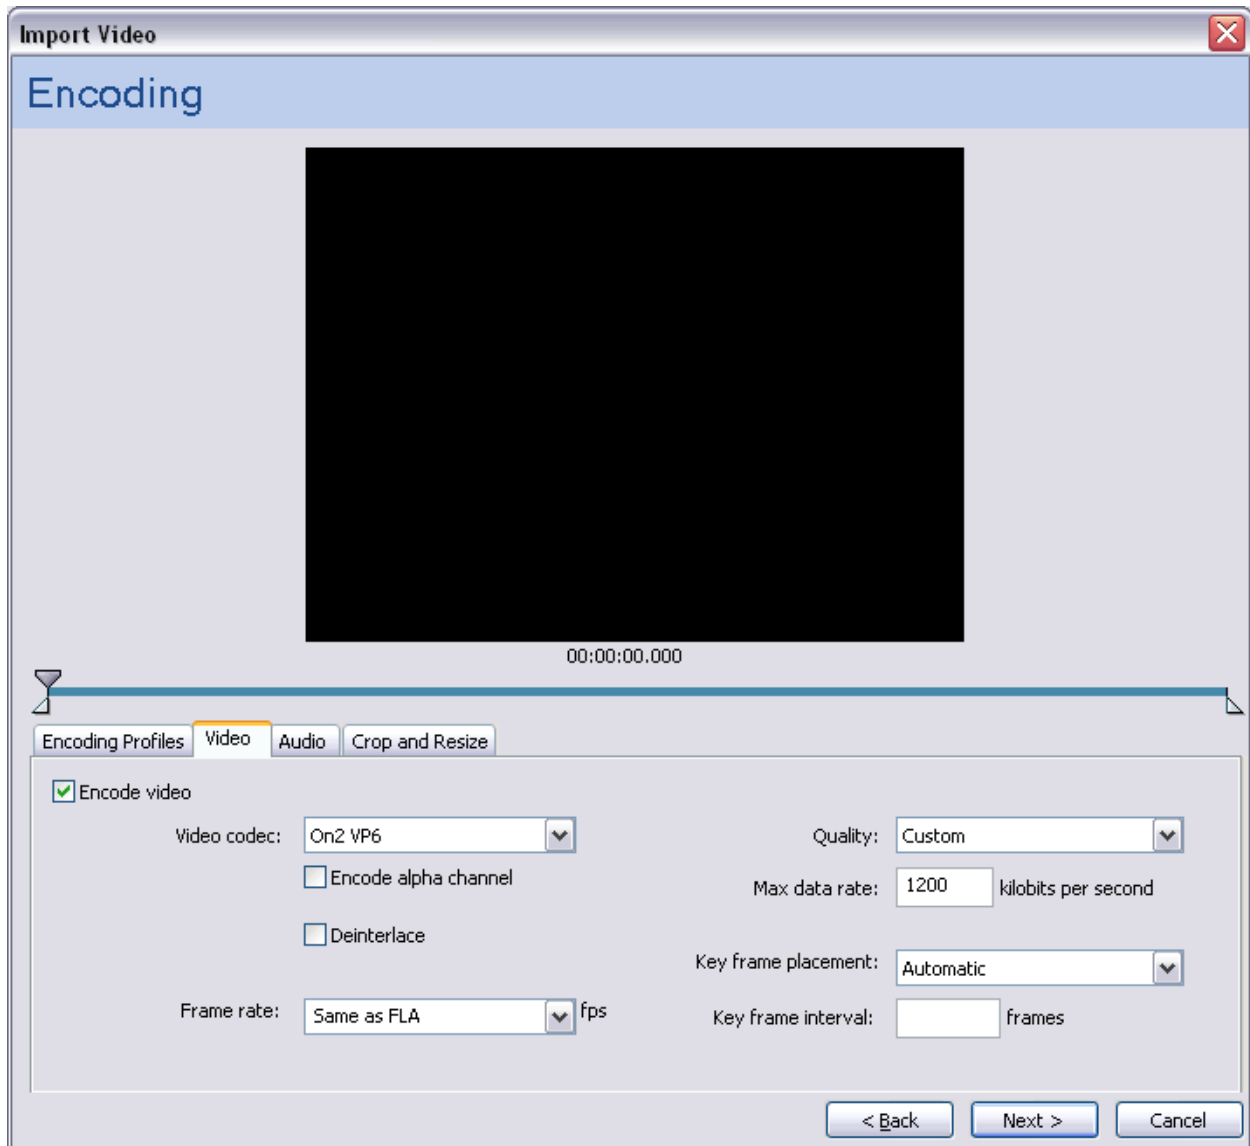 Import Video
Encoding
00:00:00.000
Encoding Profiles Video Audio Crop and Resize
Encode video
Video codec: On2 VP6 Quality: Custom
Encode alpha channel Max data rate: 1200 kilobits per second
Deinterlace
Key frame placement: Automatic
Frame rate: Same as FLA fps Key frame interval: frames
< Back Next > Cancel